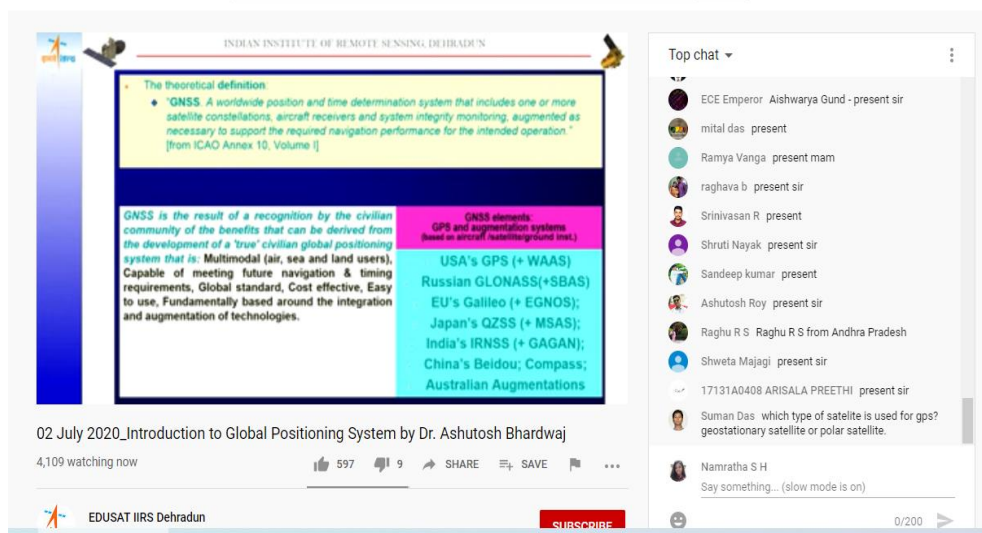 INDIAN INSTITUTE OF REMOTE SENSING, DEHRADUN
The theoretical definition:
"GNSS. A worldwide position and time determination system that includes one or more
satellite constellations, aircraft receivers and system integrity monitoring, augmented as
necessary to support the required navigation performance for the intended operation."
[from ICAO Annex 10, Volume I]
GNSS is the result of a recognition by the civilian
community of the benefits that can be derived from
the development of a 'true' civilian global positioning
system that is: Multimodal (air, sea and land users),
Capable of meeting future navigation & timing
requirements, Global standard, Cost effective, Easy
to use, Fundamentally based around the integration
and augmentation of technologies.
GNSS elements:
GPS and augmentation systems
(based on aircraft /satellite/ground inst.)
USA's GPS (+ WAAS)
Russian GLONASS(+SBAS)
EU's Galileo (+ EGNOS);
Japan's QZSS (+ MSAS);
India's IRNSS (+ GAGAN);
China's Beidou; Compass;
Australian Augmentations
02 July 2020_Introduction to Global Positioning System by Dr. Ashutosh Bhardwaj
4,109 watching now
597 9 SHARE SAVE
EDUSAT IIRS Dehradun
SUBSCRIBE
Top chat
ECE Emperor Aishwarya Gund - present sir
mital das present
Ramya Vanga present mam
raghava b present sir
Srinivasan R present
Shruti Nayak present sir
Sandeep kumar present
Ashutosh Roy present sir
Raghu R S Raghu R S from Andhra Pradesh
Shweta Majagi present sir
17131A0408 ARISALA PREETHI present sir
Suman Das which type of satelite is used for gps?
geostationary satellite or polar satellite.
Namratha S H
Say something... (slow mode is on)
0/200